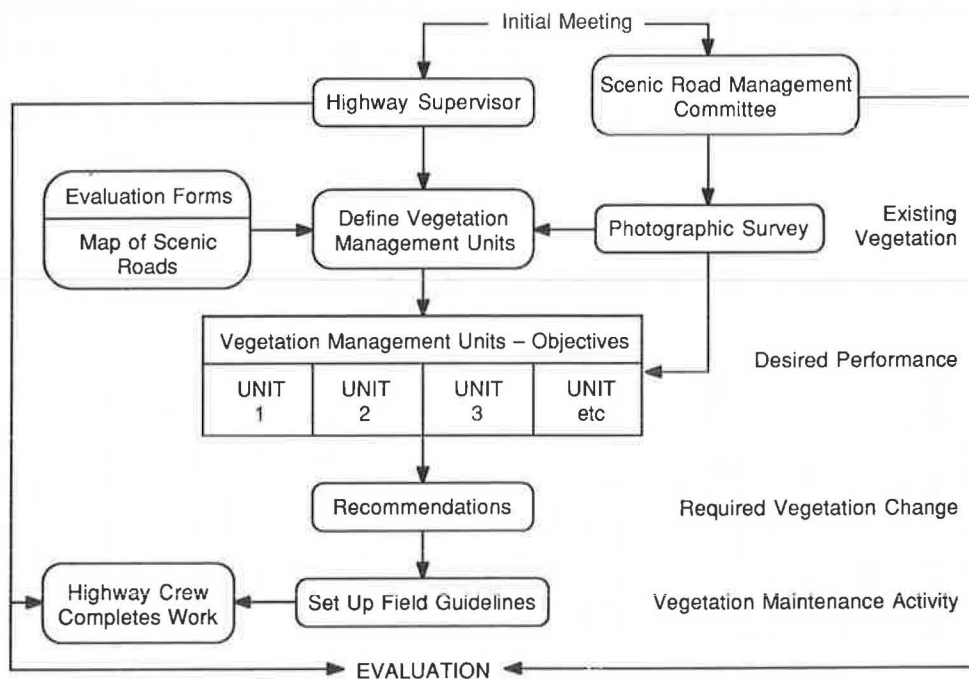 Initial Meeting
Highway Supervisor
Scenic Road Management
Committee
Evaluation Forms
Map of Scenic
Roads
Define Vegetation
Management Units
Photographic Survey
Existing
Vegetation
Vegetation Management Units – Objectives
UNIT
1
UNIT
2
UNIT
3
UNIT
etc
Desired Performance
Recommendations
Required Vegetation Change
Highway Crew
Completes Work
Set Up Field Guidelines
Vegetation Maintenance Activity
EVALUATION